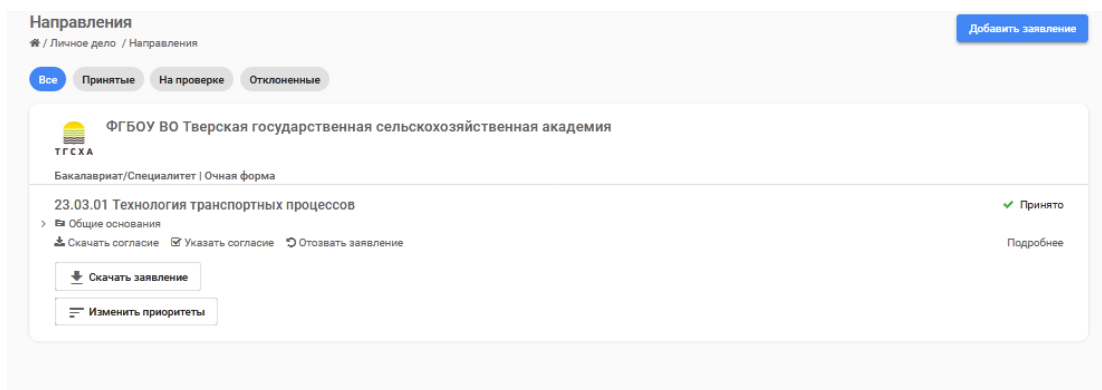 Направления
/ Личное дело / Направления
Добавить заявление
Все Принятые На проверке Отклоненные
ФГБОУ ВО Тверская государственная сельскохозяйственная академия
ТГСХА
Бакалавриат/Специалитет | Очная форма
23.03.01 Технология транспортных процессов
Принято
Общие основания
Скачать согласие Указать согласие Отозвать заявление
Подробнее
Скачать заявление
Изменить приоритеты